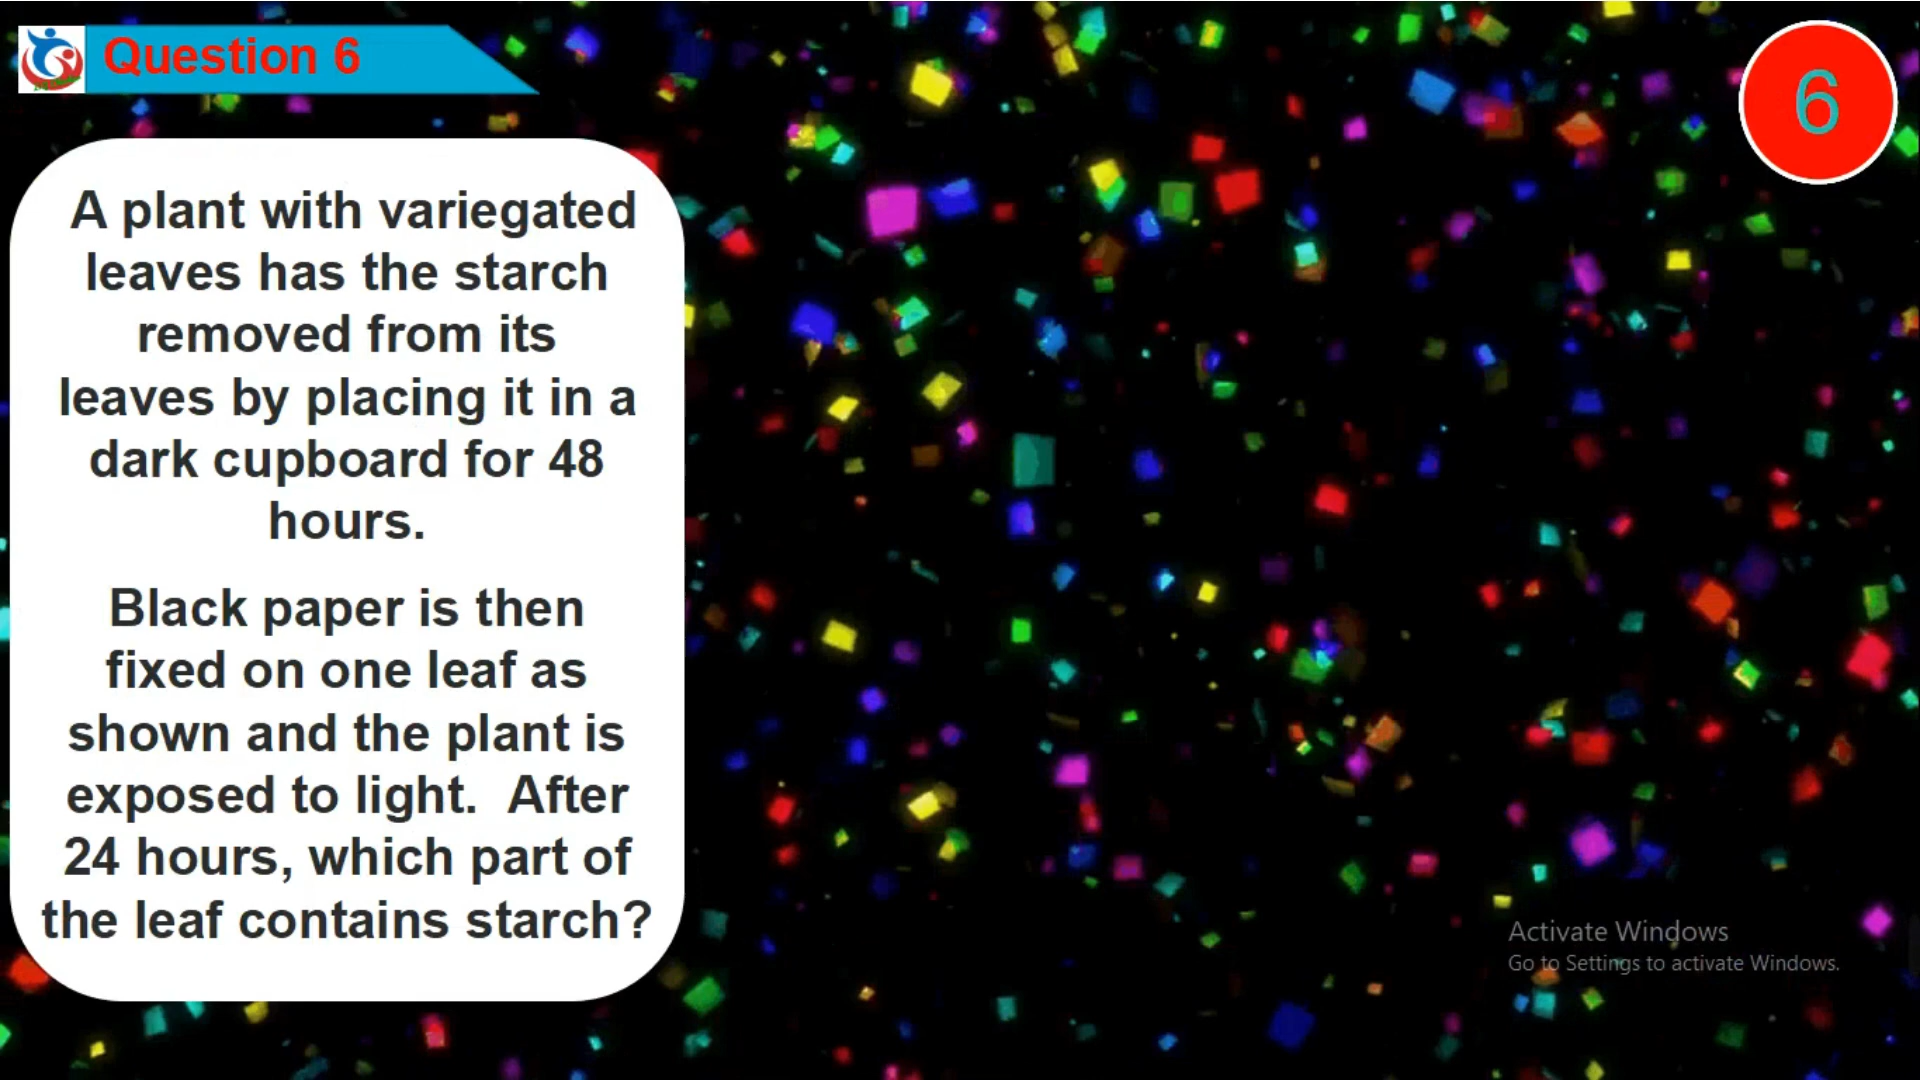 Question 6
6
A plant with variegated
leaves has the starch
removed from its
leaves by placing it in a
dark cupboard for 48
hours.
Black paper is then
fixed on one leaf as
shown and the plant is
exposed to light.  After
24 hours, which part of
the leaf contains starch?
Activate Windows
Go to Settings to activate Windows.